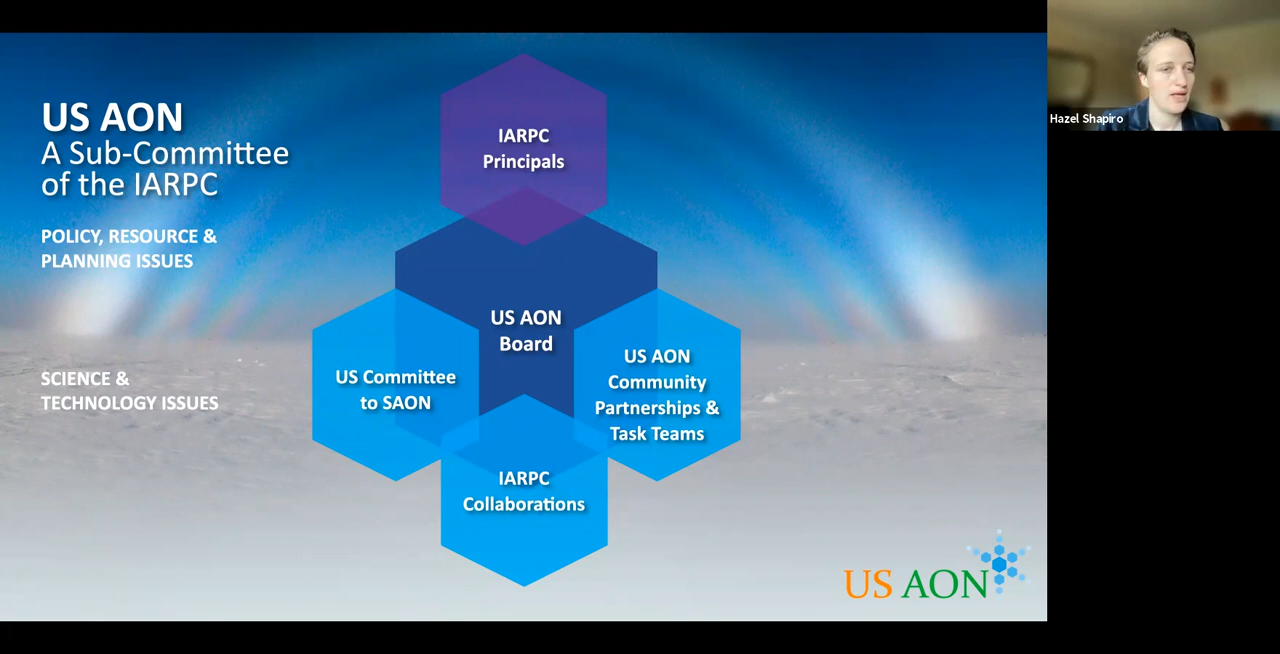 US AON
A Sub-Committee
of the IARPC
POLICY, RESOURCE &
PLANNING ISSUES
SCIENCE &
TECHNOLOGY ISSUES
IARPC
Principals
US AON
Board
US Committee
to SAON
US AON
Community
Partnerships &
Task Teams
IARPC
Collaborations
US AON
Hazel Shapiro